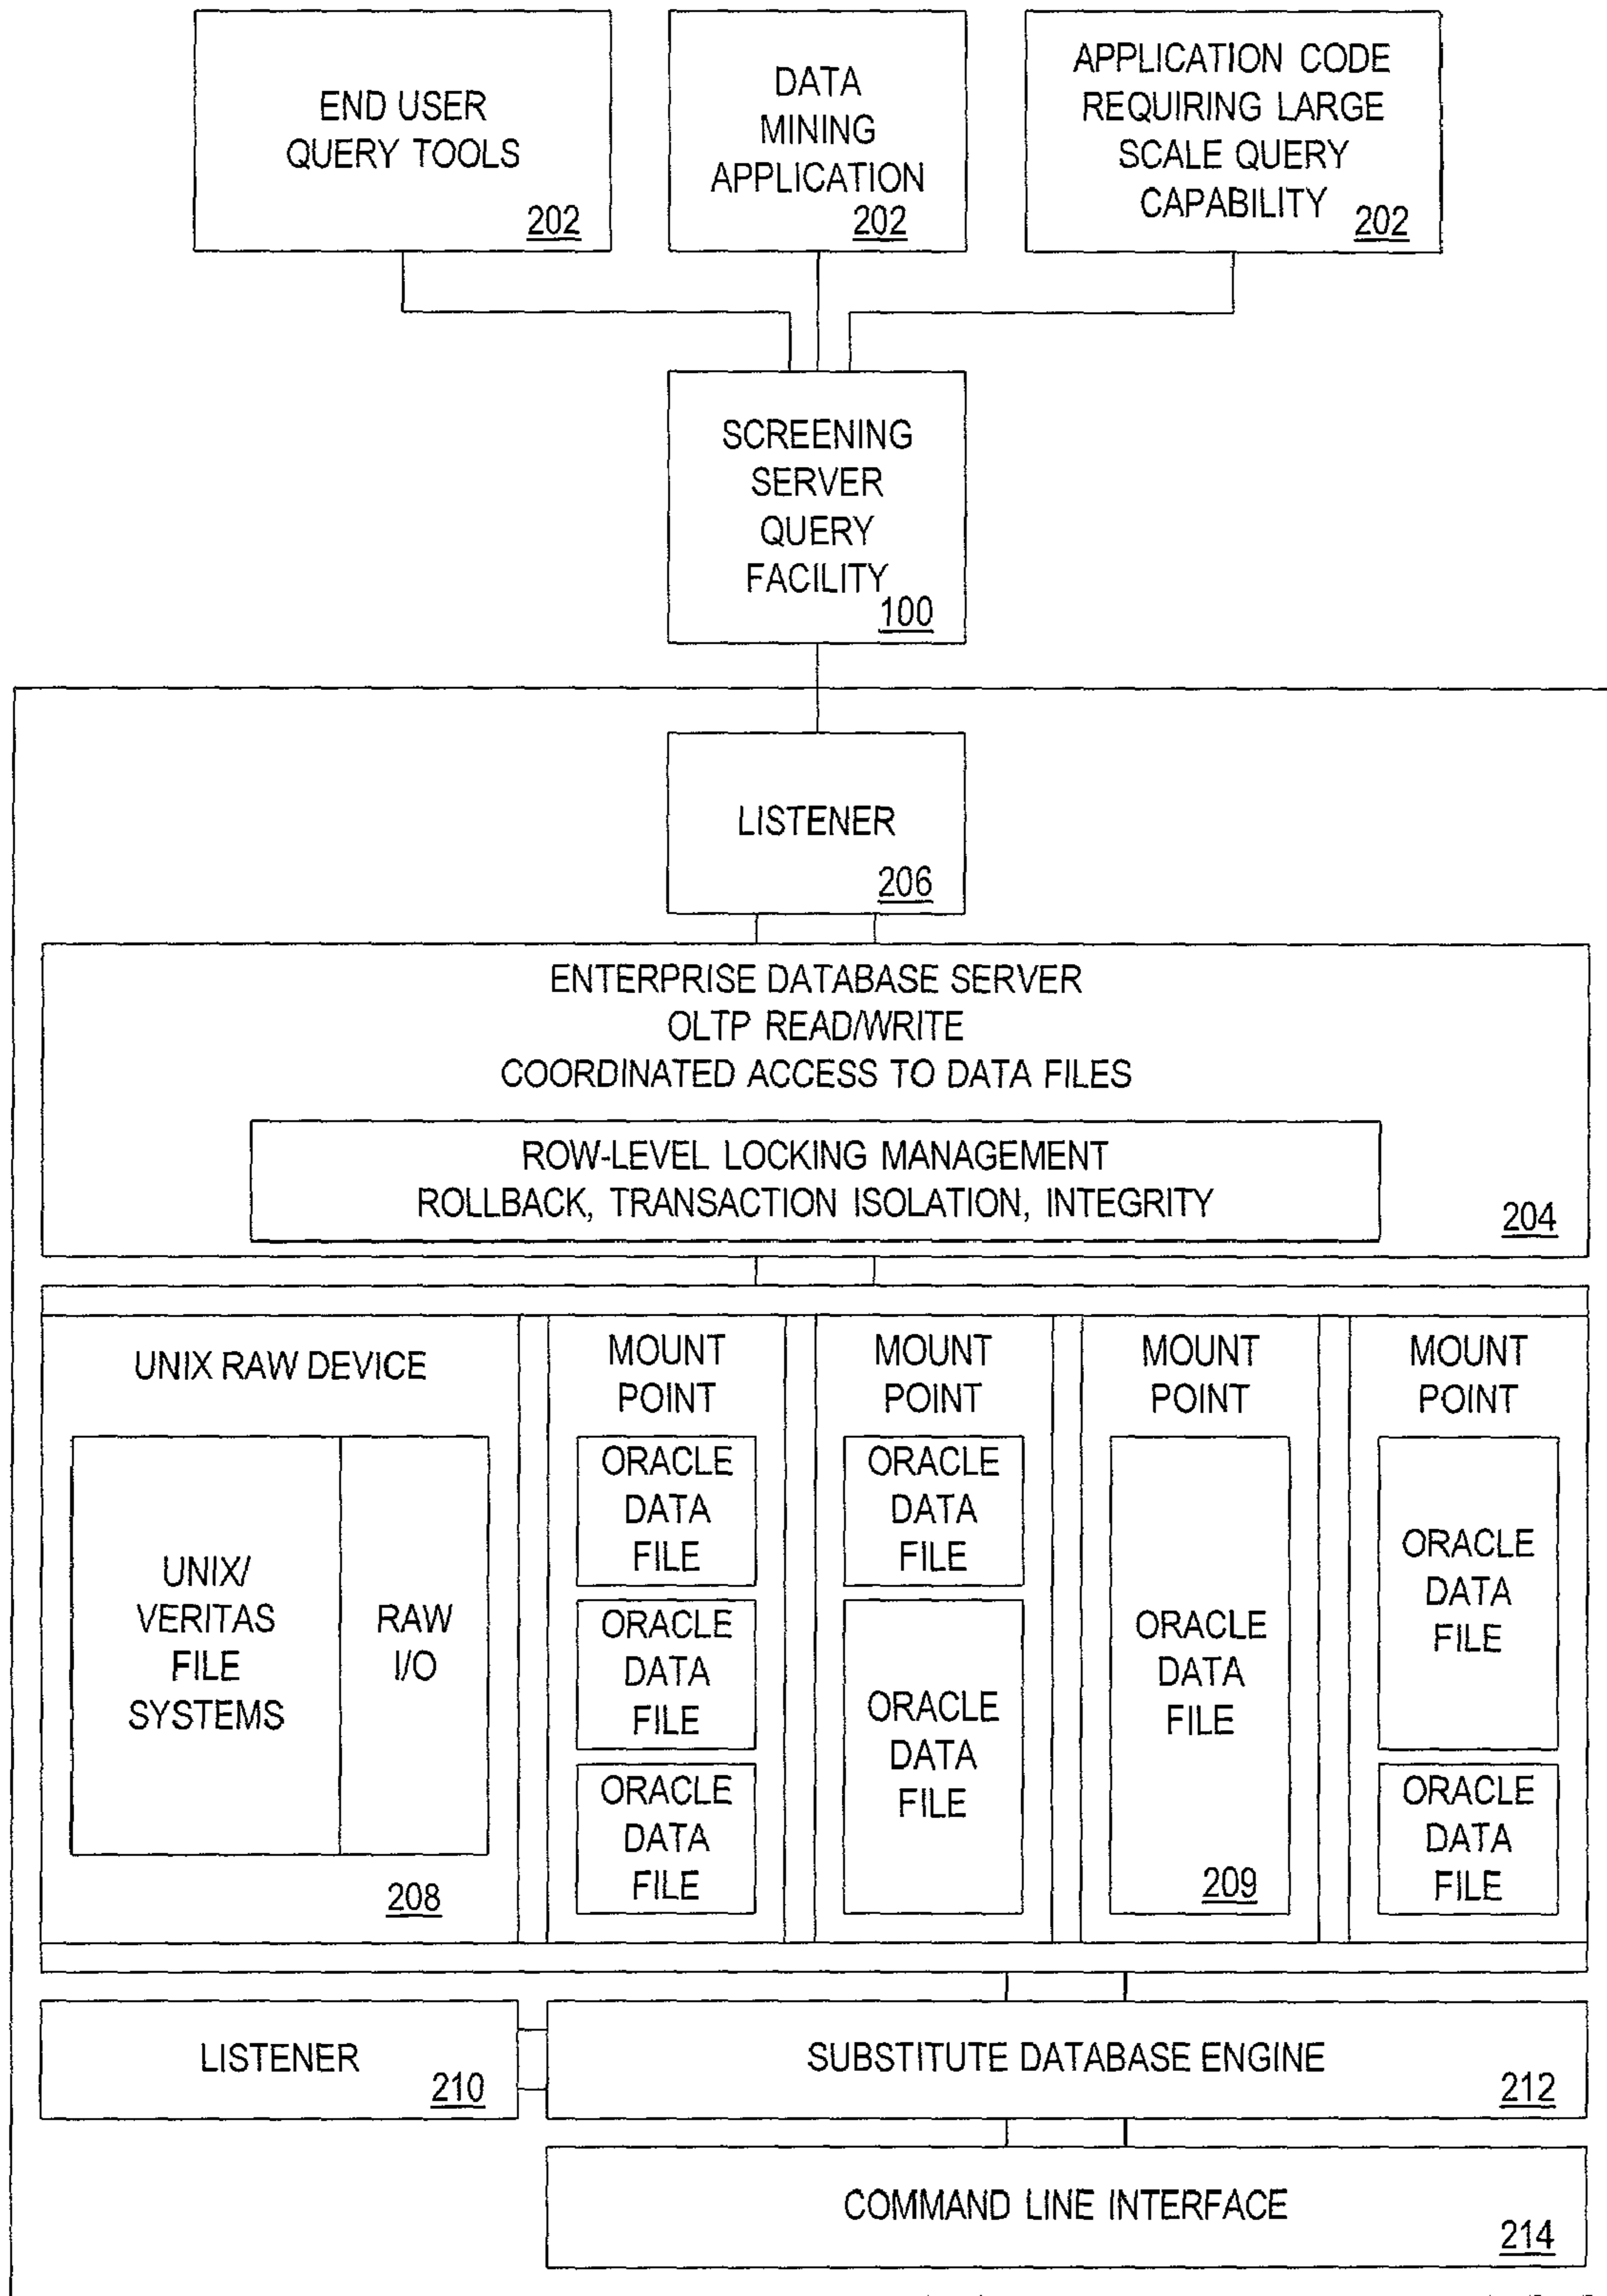 END USER
QUERY TOOLS
202
DATA
MINING
APPLICATION
202
APPLICATION CODE
REQUIRING LARGE
SCALE QUERY
CAPABILITY
202
SCREENING
SERVER
QUERY
FACILITY
100
LISTENER
206
ENTERPRISE DATABASE SERVER
OLTP READ/WRITE
COORDINATED ACCESS TO DATA FILES
ROW-LEVEL LOCKING MANAGEMENT
ROLLBACK, TRANSACTION ISOLATION, INTEGRITY
204
UNIX RAW DEVICE
UNIX/
VERITAS
FILE
SYSTEMS
RAW
I/O
208
MOUNT
POINT
ORACLE
DATA
FILE
ORACLE
DATA
FILE
ORACLE
DATA
FILE
MOUNT
POINT
ORACLE
DATA
FILE
ORACLE
DATA
FILE
MOUNT
POINT
ORACLE
DATA
FILE
209
MOUNT
POINT
ORACLE
DATA
FILE
ORACLE
DATA
FILE
LISTENER
210
SUBSTITUTE DATABASE ENGINE
212
COMMAND LINE INTERFACE
214